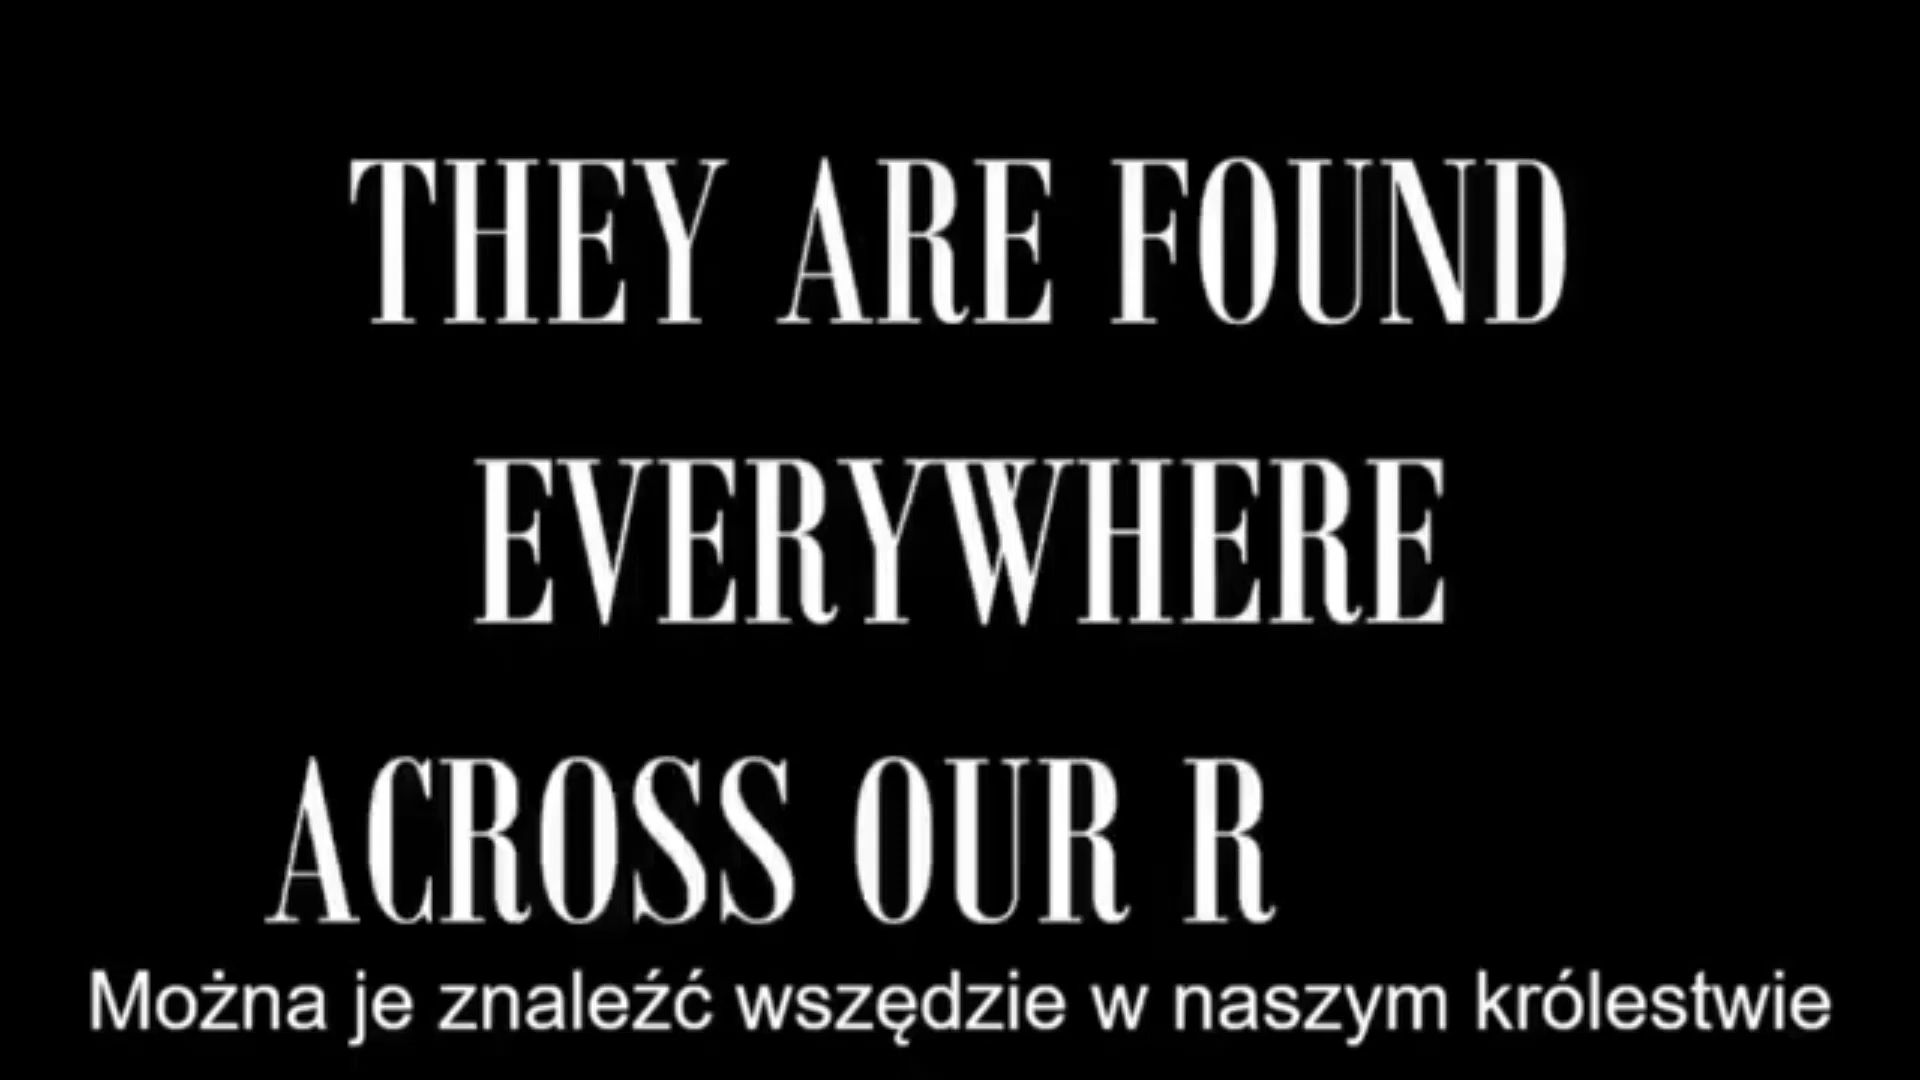 THEY ARE FOUND
EVERYWHERE
ACROSS OUR R
Można je znaleźć wszędzie w naszym królestwie